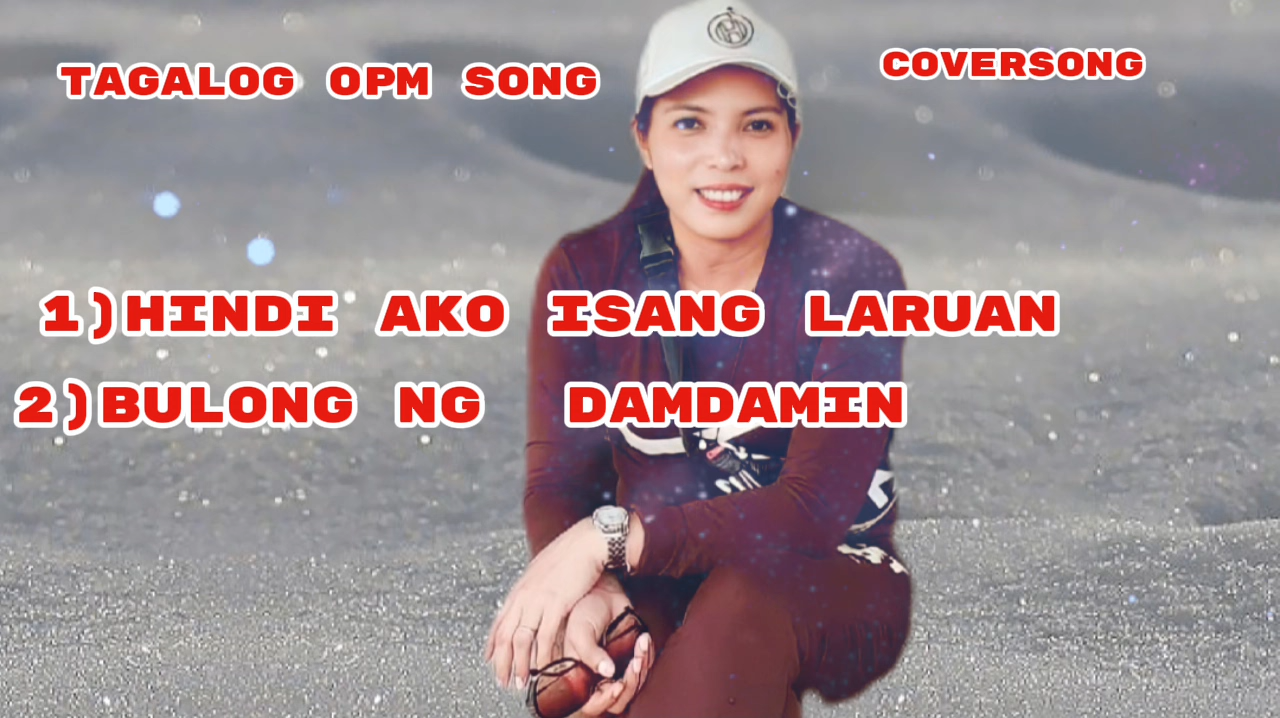 TAGALOG OPM SONG
COVERSONG
1)HINDI AKO ISANG LARUAN
2)BULONG NG DAMDAMIN